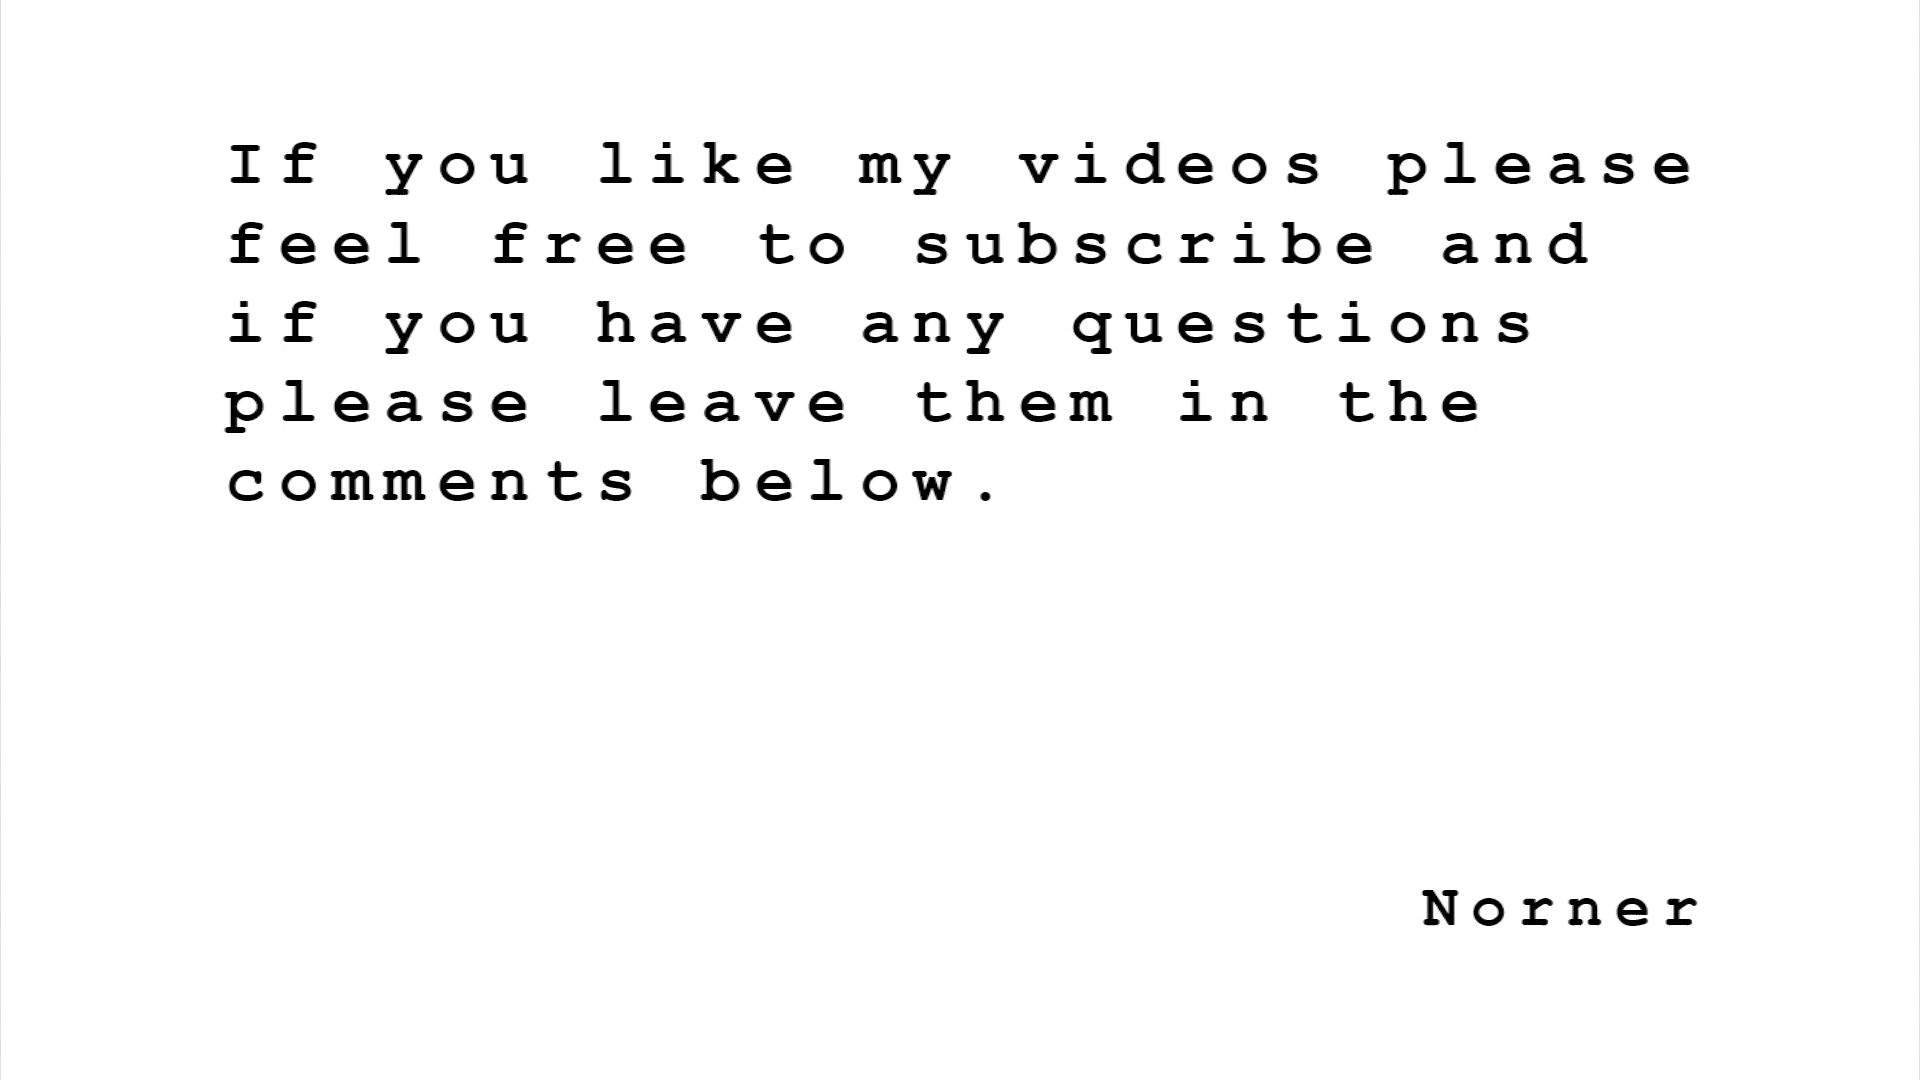 If you like my videos please
feel free to subscribe and
if you have any questions
please leave them in the
comments below.
Norner